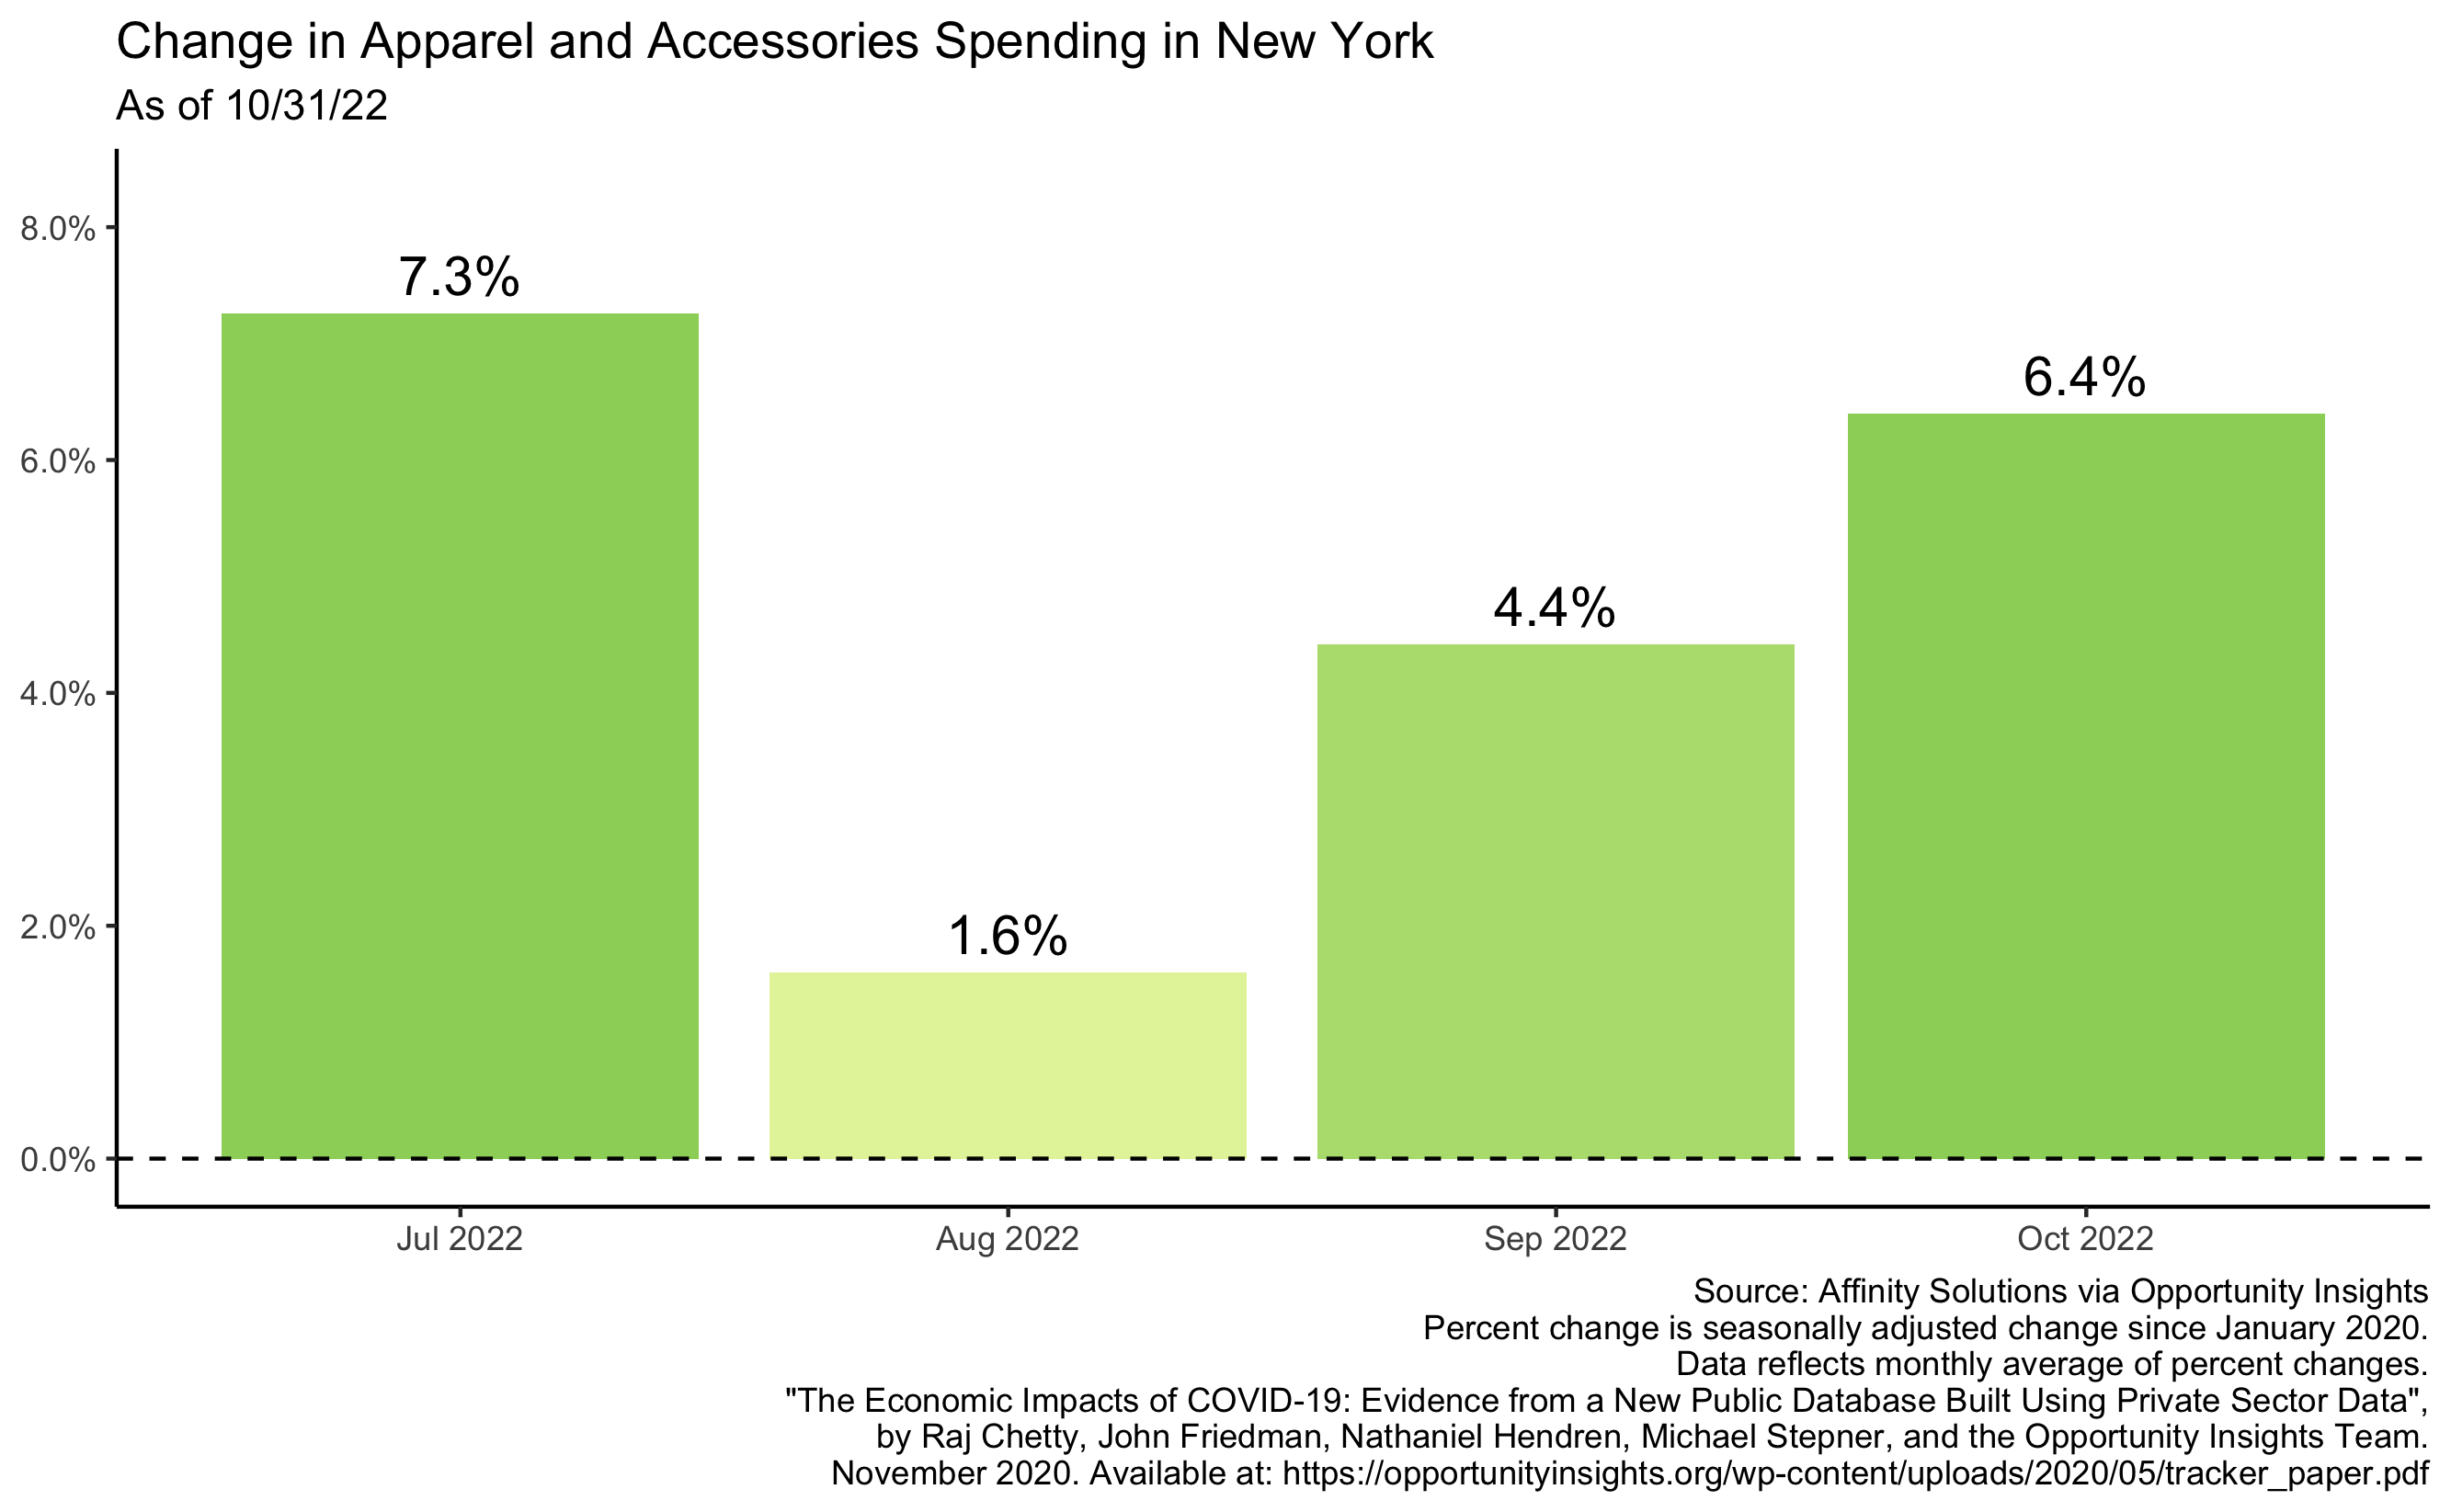 Change in Apparel and Accessories Spending in New York
As of 10/31/22
8.0%
6.0%
4.0%
2.0%
0.0%
7.3%
1.6%
4.4%
6.4%
Jul 2022
Aug 2022
Sep 2022
Oct 2022
Source: Affinity Solutions via Opportunity Insights
Percent change is seasonally adjusted change since January 2020.
Data reflects monthly average of percent changes.
"The Economic Impacts of COVID-19: Evidence from a New Public Database Built Using Private Sector Data",
by Raj Chetty, John Friedman, Nathaniel Hendren, Michael Stepner, and the Opportunity Insights Team.
November 2020. Available at: https://opportunityinsights.org/wp-content/uploads/2020/05/tracker_paper.pdf